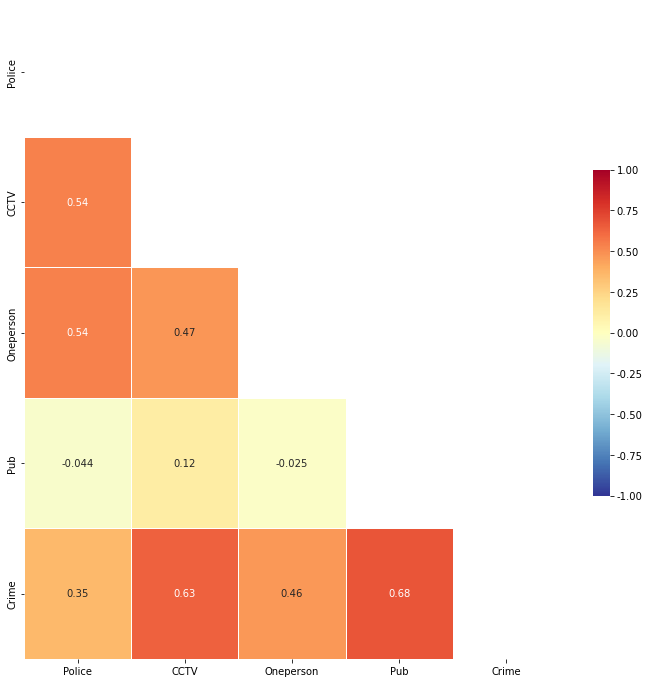 Police
CCTV
0.54
Oneperson
0.54 0.47
Pub
-0.044 0.12 -0.025
Crime
0.35 0.63 0.46 0.68
Police CCTV Oneperson Pub Crime
1.00
0.75
0.50
0.25
0.00
-0.25
-0.50
-0.75
-1.00